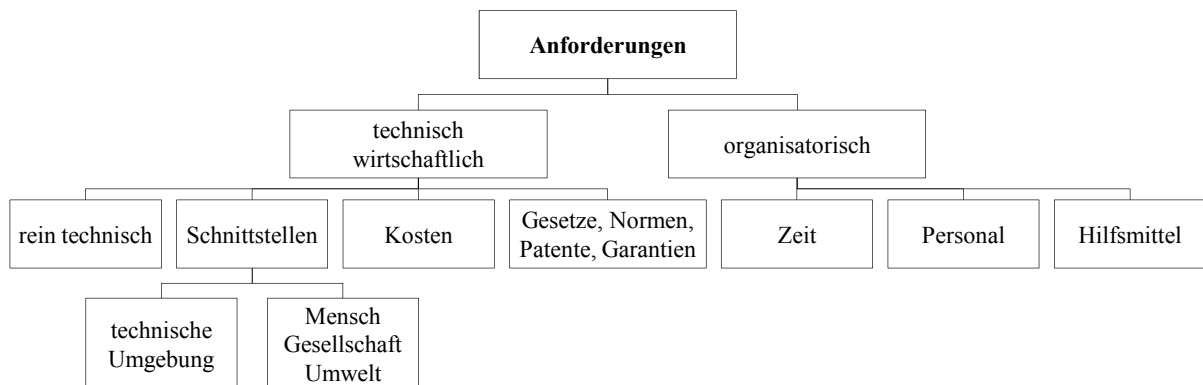 Anforderungen
technisch
wirtschaftlich
organisatorisch
rein technisch
Schnittstellen
Kosten
Gesetze, Normen,
Patente, Garantien
Zeit
Personal
Hilfsmittel
technische
Umgebung
Mensch
Gesellschaft
Umwelt